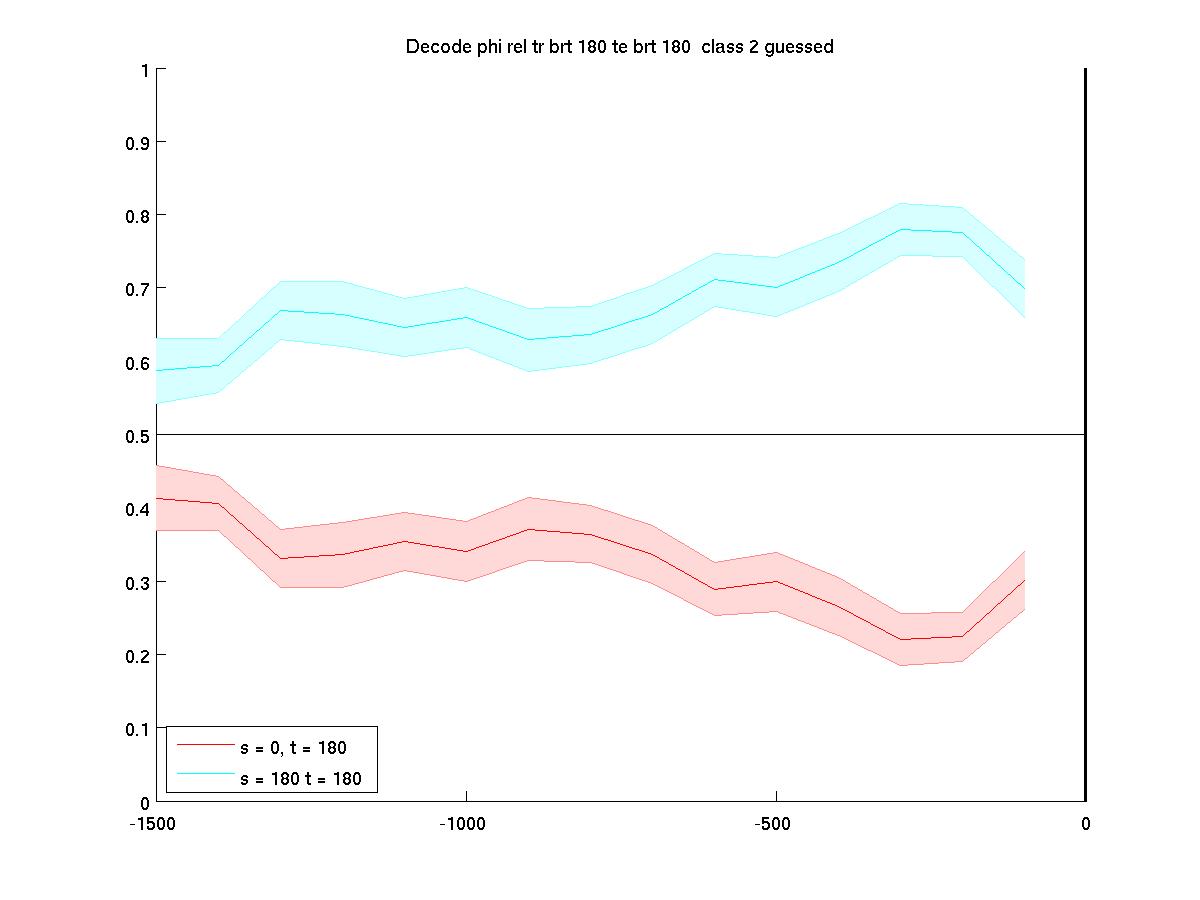 Decode phi rel tr brt 180 te brt 180  class 2 guessed
1
0.9
0.8
0.7
0.6
0.5
0.4
0.3
0.2
0.1
0
s = 0, t = 180
s = 180 t = 180
-1500 -1000 -500 0